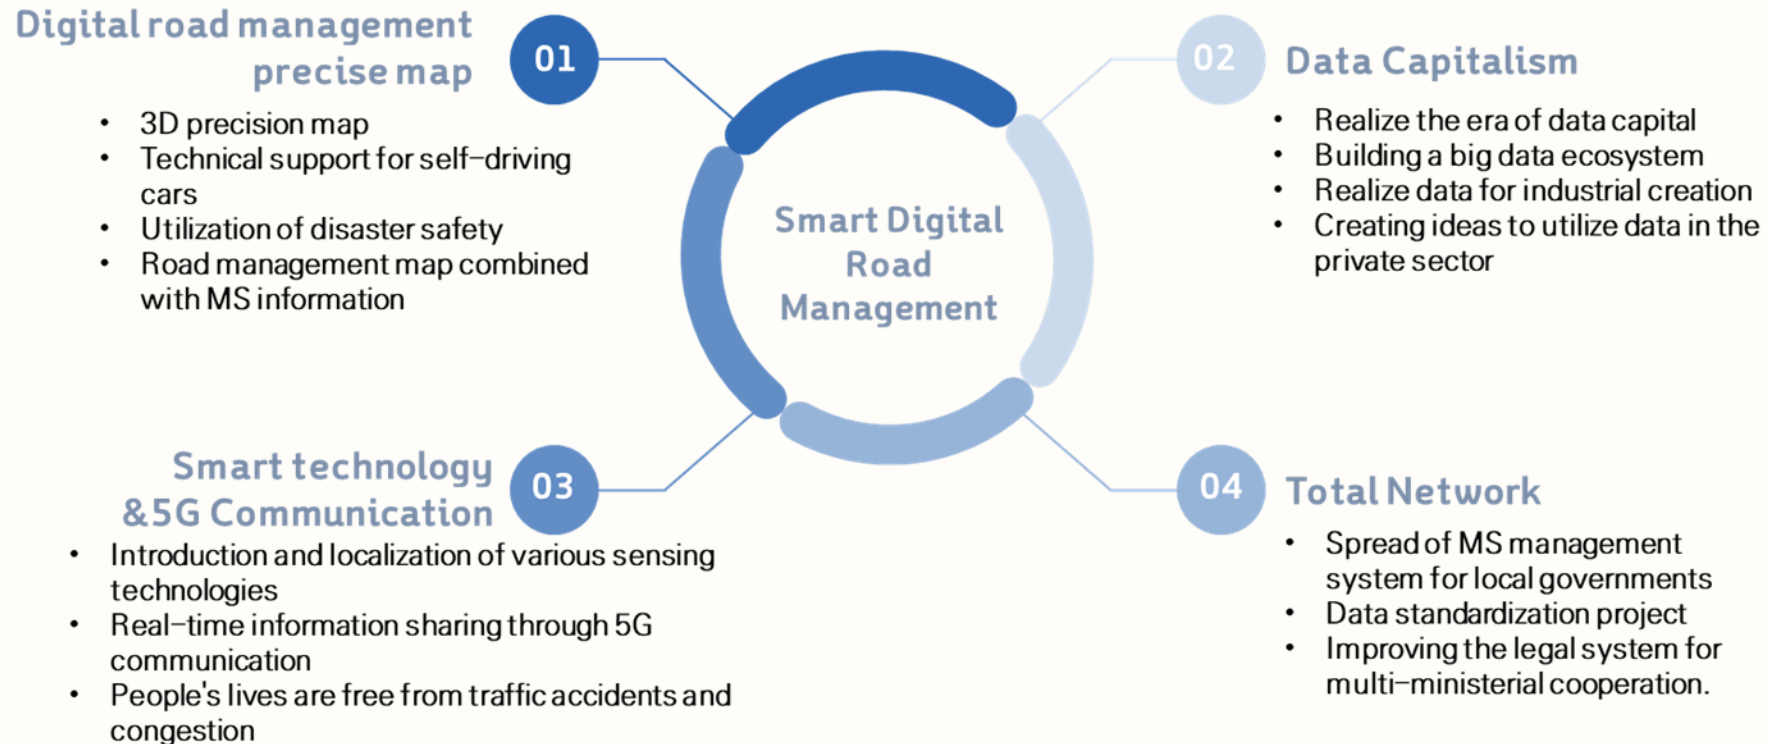 Digital road management
precise map
01
• 3D precision map
• Technical support for self-driving
cars
• Utilization of disaster safety
• Road management map combined
with MS information
02
Data Capitalism
• Realize the era of data capital
• Building a big data ecosystem
• Realize data for industrial creation
• Creating ideas to utilize data in the
private sector
Smart Digital
Road
Management
Smart technology
&5G Communication
03
• Introduction and localization of various sensing
technologies
• Real-time information sharing through 5G
communication
• People's lives are free from traffic accidents and
congestion
04
Total Network
• Spread of MS management
system for local governments
• Data standardization project
• Improving the legal system for
multi-ministerial cooperation.